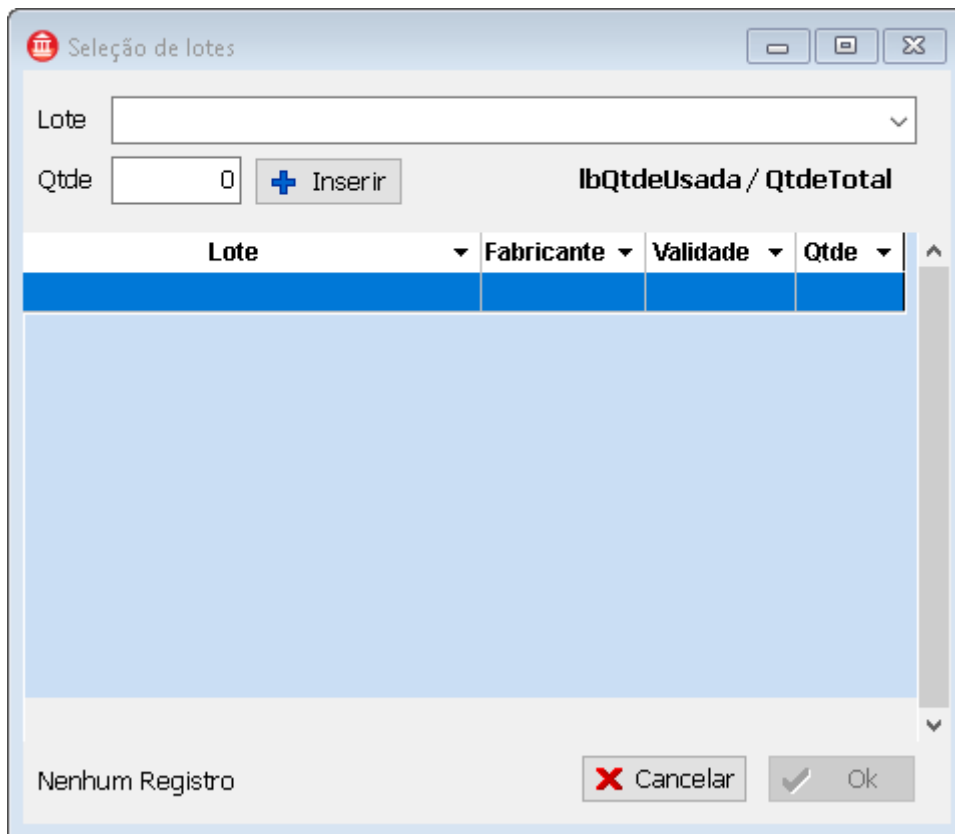 Seleção de lotes
Lote
Qtde 0 Inserir lbQtdeUsada / QtdeTotal
Lote Fabricante Validade Qtde
Nenhum Registro Cancelar Ok